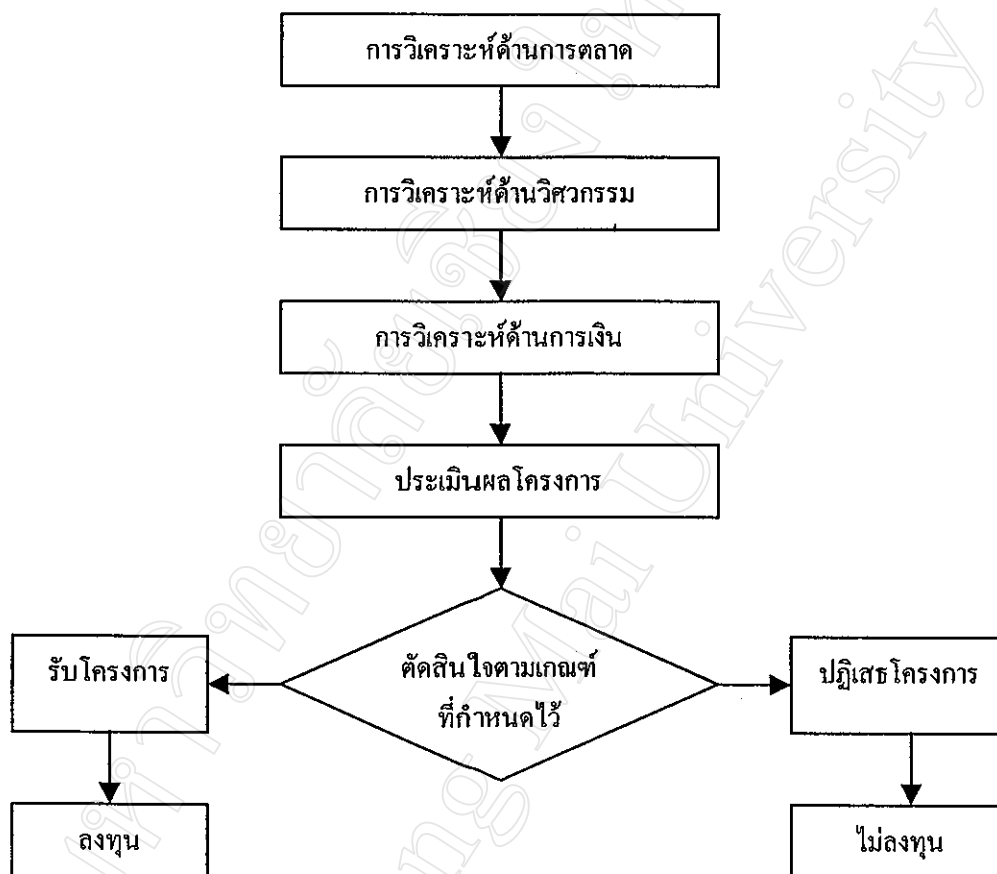 การวิเคราะห์ด้านการตลาด
การวิเคราะห์ด้านวิศวกรรม
การวิเคราะห์ด้านการเงิน
ประเมินผลโครงการ
ตัดสินใจตามเกณฑ์
ที่กำหนดไว้
รับโครงการ
ปฏิเสธโครงการ
ลงทุน
ไม่ลงทุน
Mai University